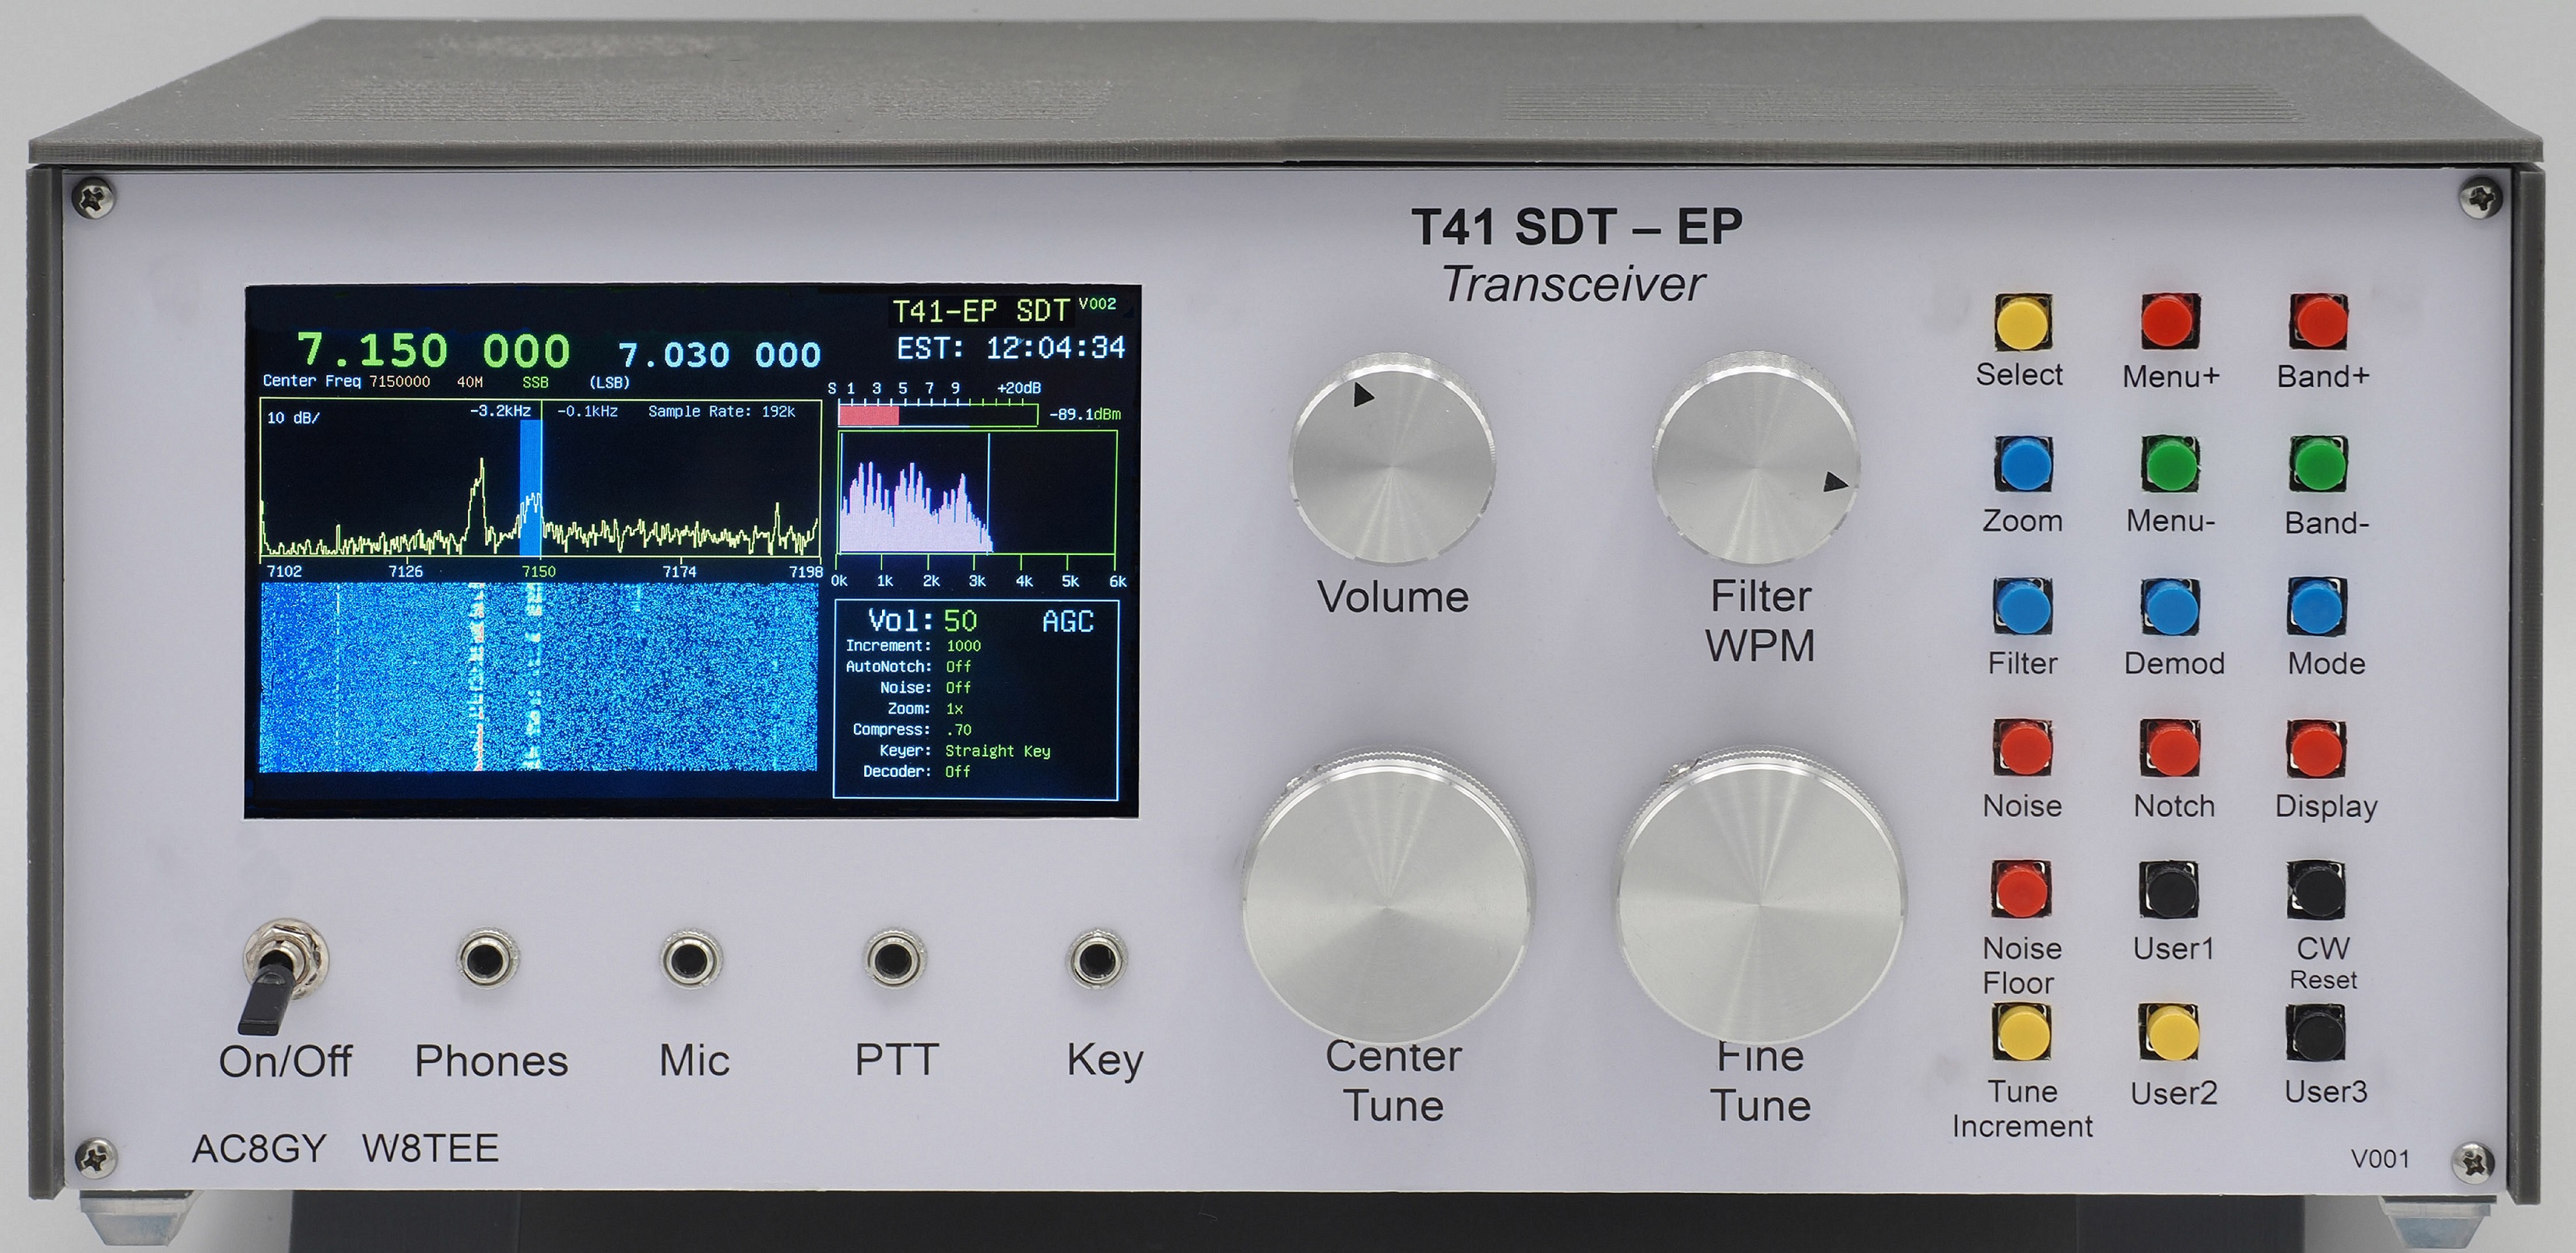 T41 SDT – EP
Transceiver
T41-EP SDT V002
7.150 000 7.030 000 EST: 12:04:34
Center Freq 7150000 40M SSB (LSB)
S 1 3 5 7 9 +20dB
10 dB/ -3.2kHz -0.1kHz Sample Rate: 192k
-89.1dBm
7102 7126 7150 7174 7198
0k 1k 2k 3k 4k 5k 6k
Vol: 50 AGC
Increment: 1000
AutoNotch: Off
Noise: Off
Zoom: 1x
Compress: .70
Keyer: Straight Key
Decoder: Off
Volume
Filter
WPM
Center
Tune
Fine
Tune
Select Menu+ Band+
Zoom Menu- Band-
Filter Demod Mode
Noise Notch Display
Noise
Floor
User1
CW
Reset
Tune
Increment
User2 User3
On/Off Phones Mic PTT Key
AC8GY W8TEE
V001